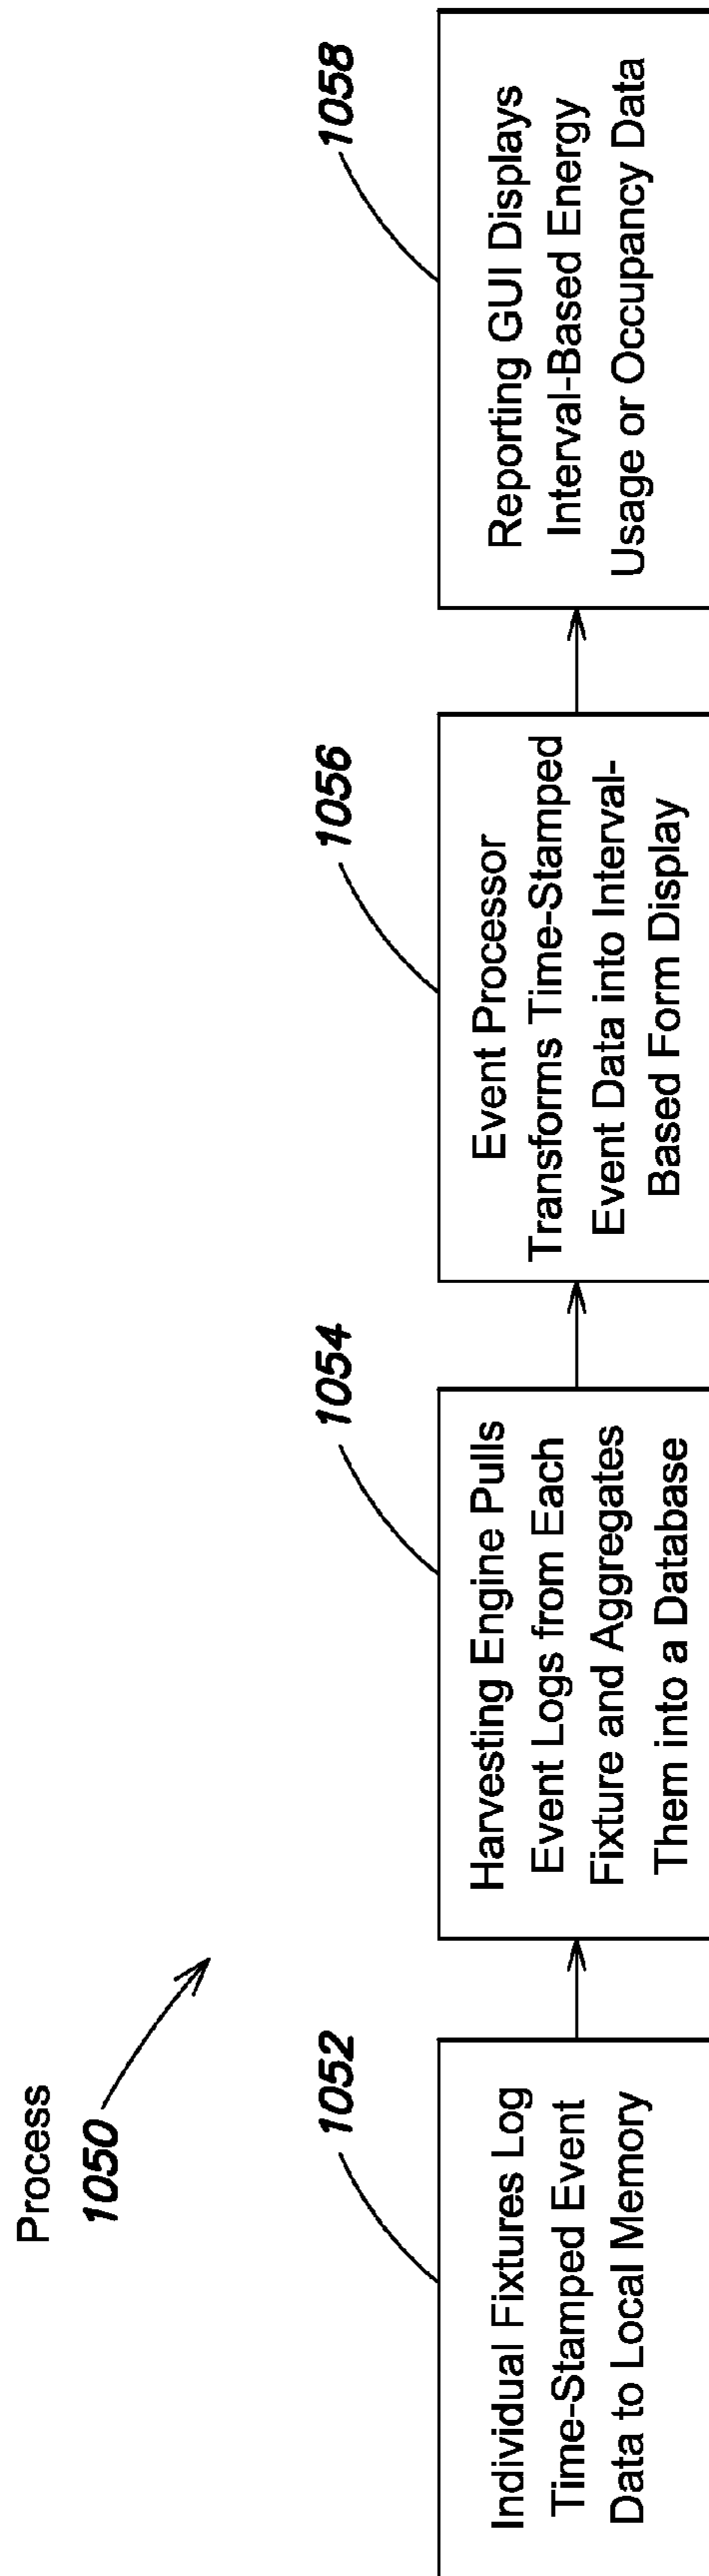 Process
1050
1052
Individual Fixtures Log
Time-Stamped Event
Data to Local Memory
1054
Harvesting Engine Pulls
Event Logs from Each
Fixture and Aggregates
Them into a Database
1056
Event Processor
Transforms Time-Stamped
Event Data into Interval-
Based Form Display
1058
Reporting GUI Displays
Interval-Based Energy
Usage or Occupancy Data